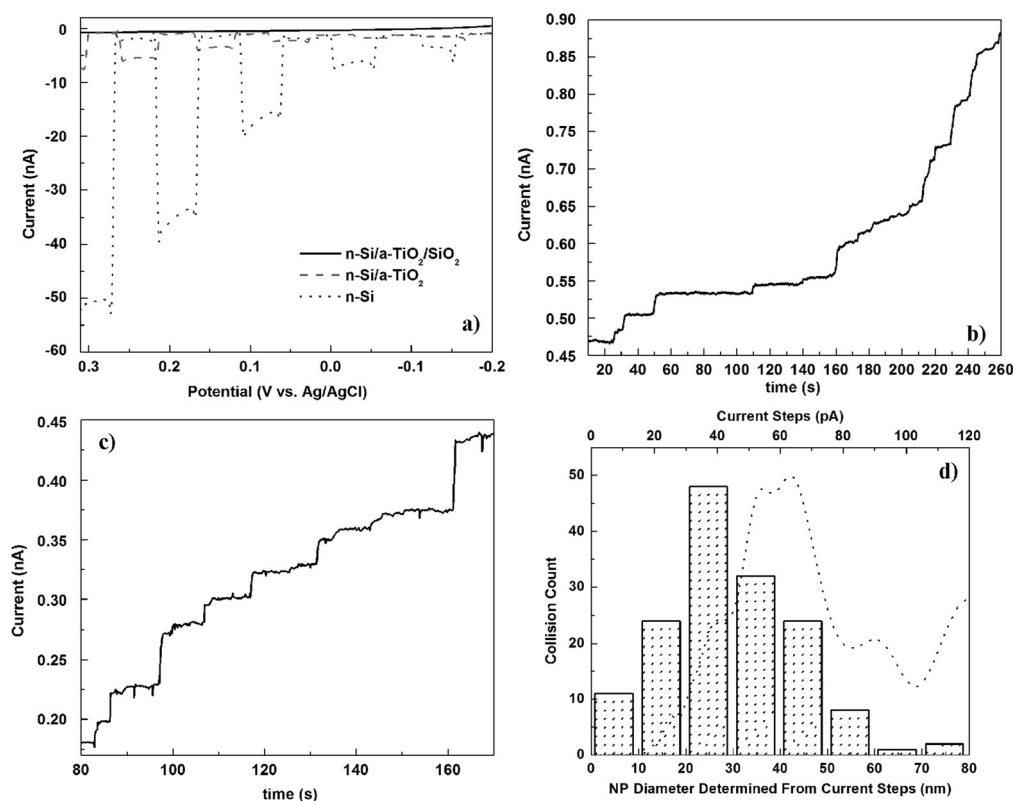 0
-10
-20
-30
-40
-50
-60
Current (nA)
n-Si/a-TiO₂/SiO₂
n-Si/a-TiO₂
n-Si
a)
0.3 0.2 0.1 0.0 -0.1 -0.2
Potential (V vs. Ag/AgCl)
0.90
0.85
0.80
0.75
0.70
0.65
0.60
0.55
0.50
0.45
Current (nA)
b)
20 40 60 80 100 120 140 160 180 200 220 240 260
time (s)
c)
0.45
0.40
0.35
0.30
0.25
0.20
Current (nA)
80 100 120 140 160
time (s)
Current Steps (pA)
0 20 40 60 80 100 120
d)
50
40
30
20
10
0
Collision Count
0 10 20 30 40 50 60 70 80
NP Diameter Determined From Current Steps (nm)